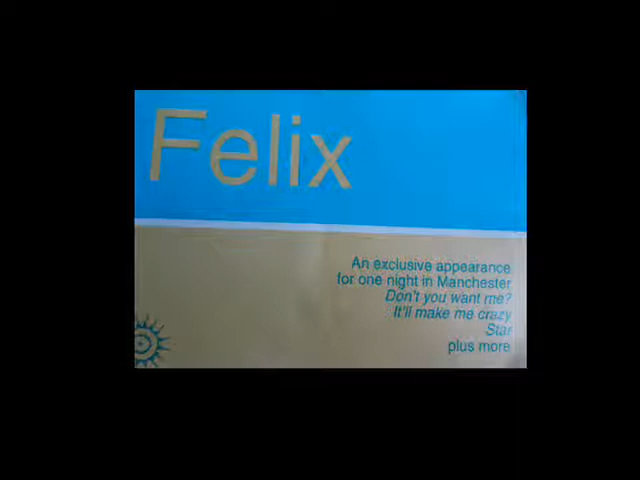 Felix
An exclusive appearance
for one night in Manchester
Don't you want me?
It'll make me crazy
Star
plus more